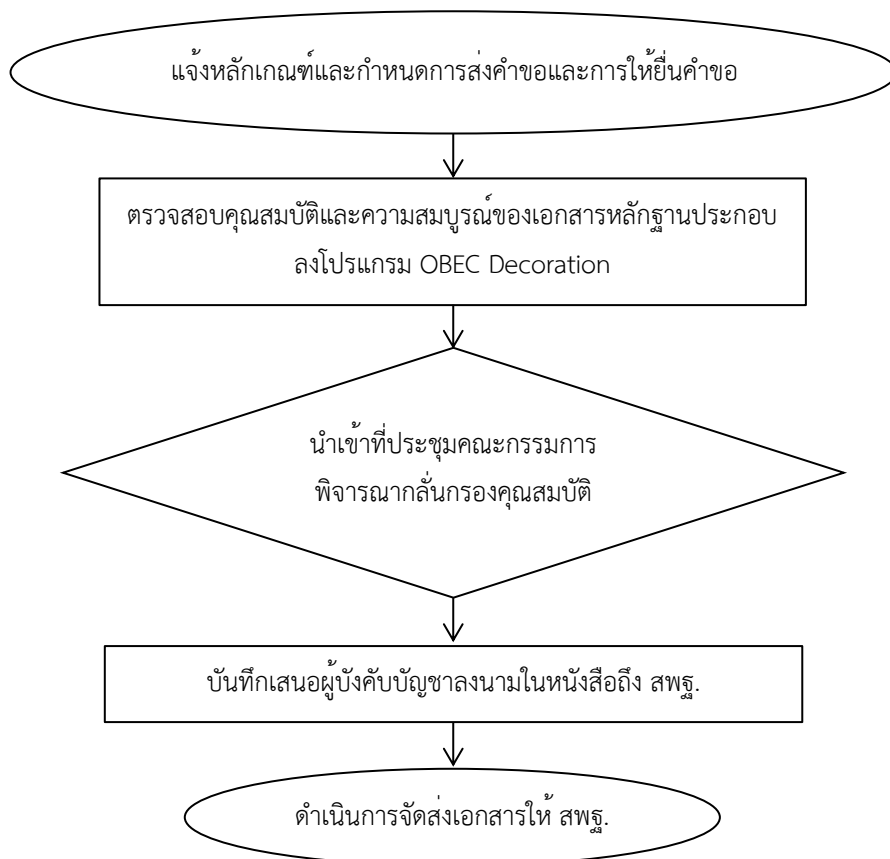 แจ้งหลักเกณฑ์และกำหนดการส่งคำขอและการให้ยื่นคำขอ
ตรวจสอบคุณสมบัติและความสมบูรณ์ของเอกสารหลักฐานประกอบ
ลงโปรแกรม OBEC Decoration
นำเข้าที่ประชุมคณะกรรมการ
พิจารณากลั่นกรองคุณสมบัติ
บันทึกเสนอผู้บังคับบัญชาลงนามในหนังสือถึง สพฐ.
ดำเนินการจัดส่งเอกสารให้ สพฐ.